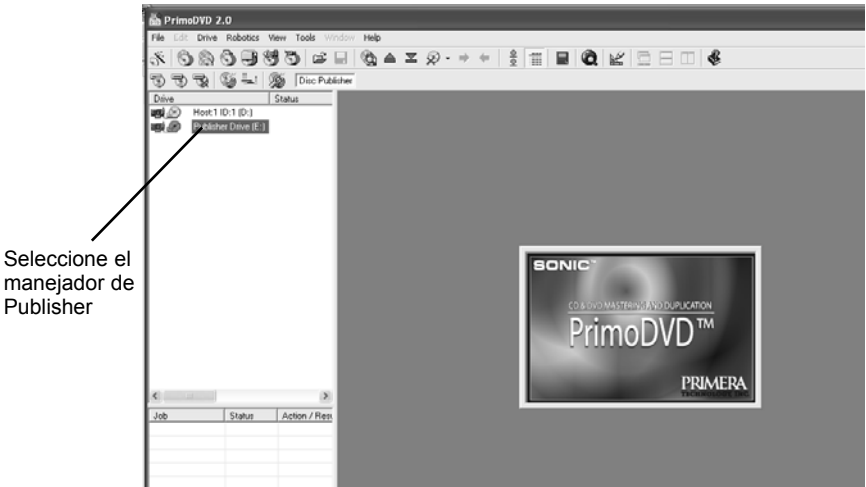 PrimoDVD 2.0
File Edit Drive Robotics View Tools Window Help
Disc Publisher
Drive Status
Host:1 ID:1 (D:)
Publisher Drive (E:)
Seleccione el
manejador de
Publisher
SONIC™
CD & DVD MASTERING AND DUPLICATION
PrimoDVD™
PRIMERA
TECHNOLOGY, INC.
Job Status Action / Resu